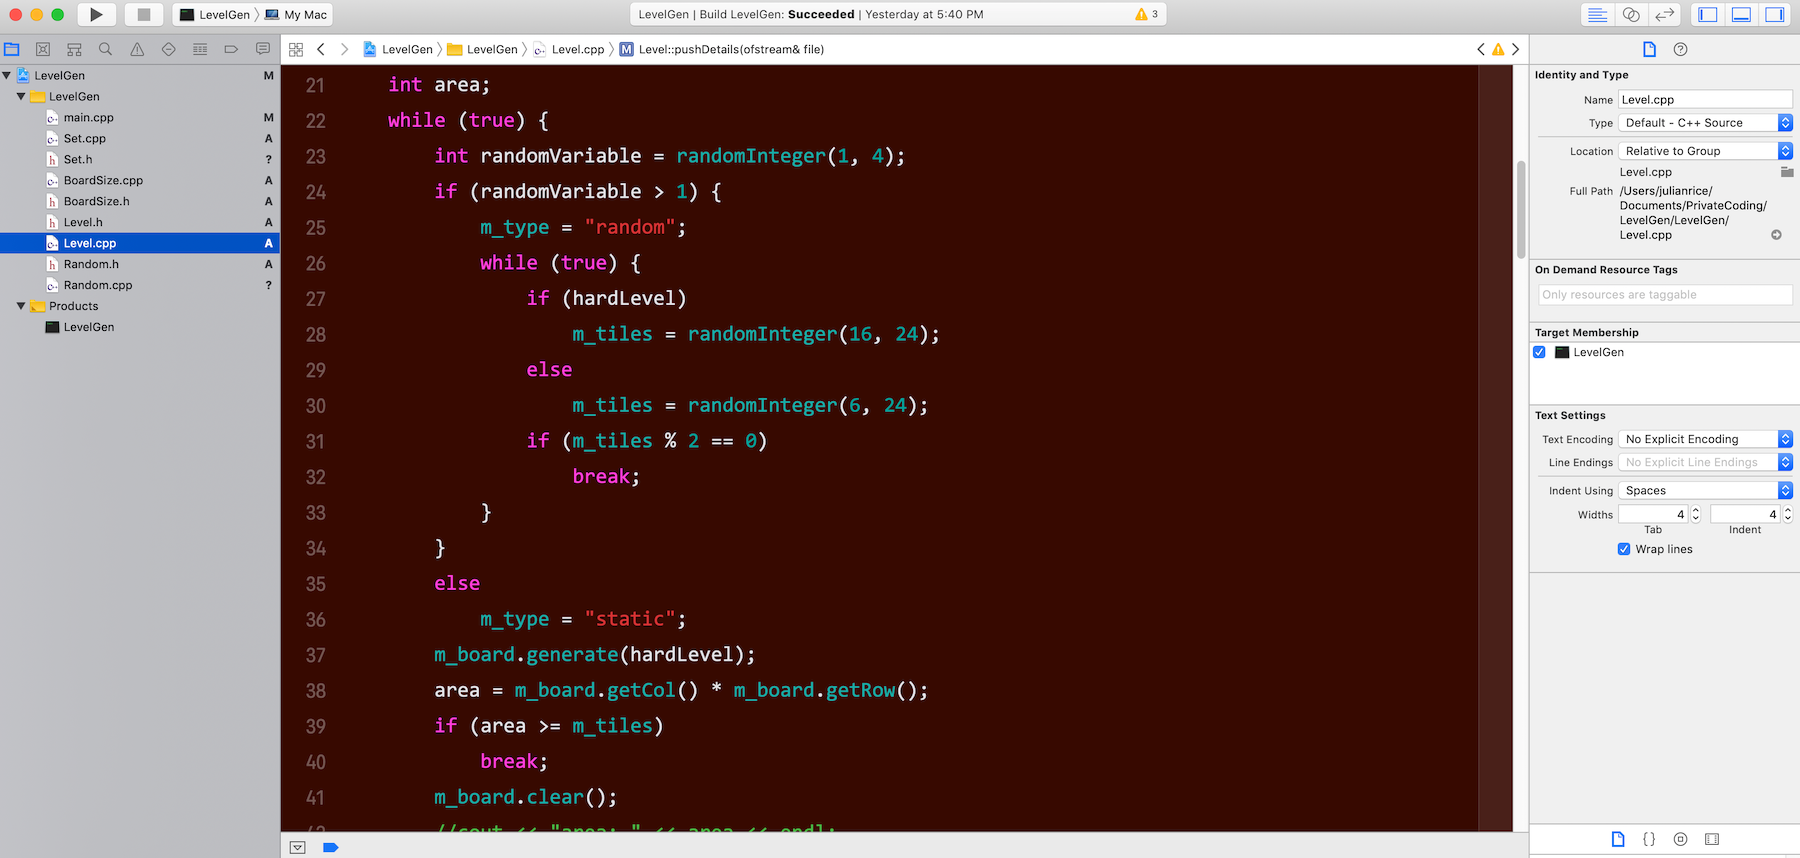 LevelGen 〉 My Mac
LevelGen | Build LevelGen: Succeeded | Yesterday at 5:40 PM
3
LevelGen 〉 LevelGen 〉 Level.cpp 〉 M Level::pushDetails(ofstream& file)
LevelGen M
LevelGen
main.cpp M
Set.cpp A
Set.h ?
BoardSize.cpp A
BoardSize.h A
Level.h A
Level.cpp A
Random.h A
Random.cpp ?
Products
LevelGen
21 int area;
22 while (true) {
23 int randomVariable = randomInteger(1, 4);
24 if (randomVariable > 1) {
25 m_type = "random";
26 while (true) {
27 if (hardLevel)
28 m_tiles = randomInteger(16, 24);
29 else
30 m_tiles = randomInteger(6, 24);
31 if (m_tiles % 2 == 0)
32 break;
33 }
34 }
35 else
36 m_type = "static";
37 m_board.generate(hardLevel);
38 area = m_board.getCol() * m_board.getRow();
39 if (area >= m_tiles)
40 break;
41 m_board.clear();
42 //cout << "area: " << area << endl;
Identity and Type
Name Level.cpp
Type Default - C++ Source
Location Relative to Group
Level.cpp
Full Path /Users/julianrice/
Documents/PrivateCoding/
LevelGen/LevelGen/
Level.cpp
On Demand Resource Tags
Only resources are taggable
Target Membership
LevelGen
Text Settings
Text Encoding No Explicit Encoding
Line Endings No Explicit Line Endings
Indent Using Spaces
Widths 4 4
Tab Indent
Wrap lines